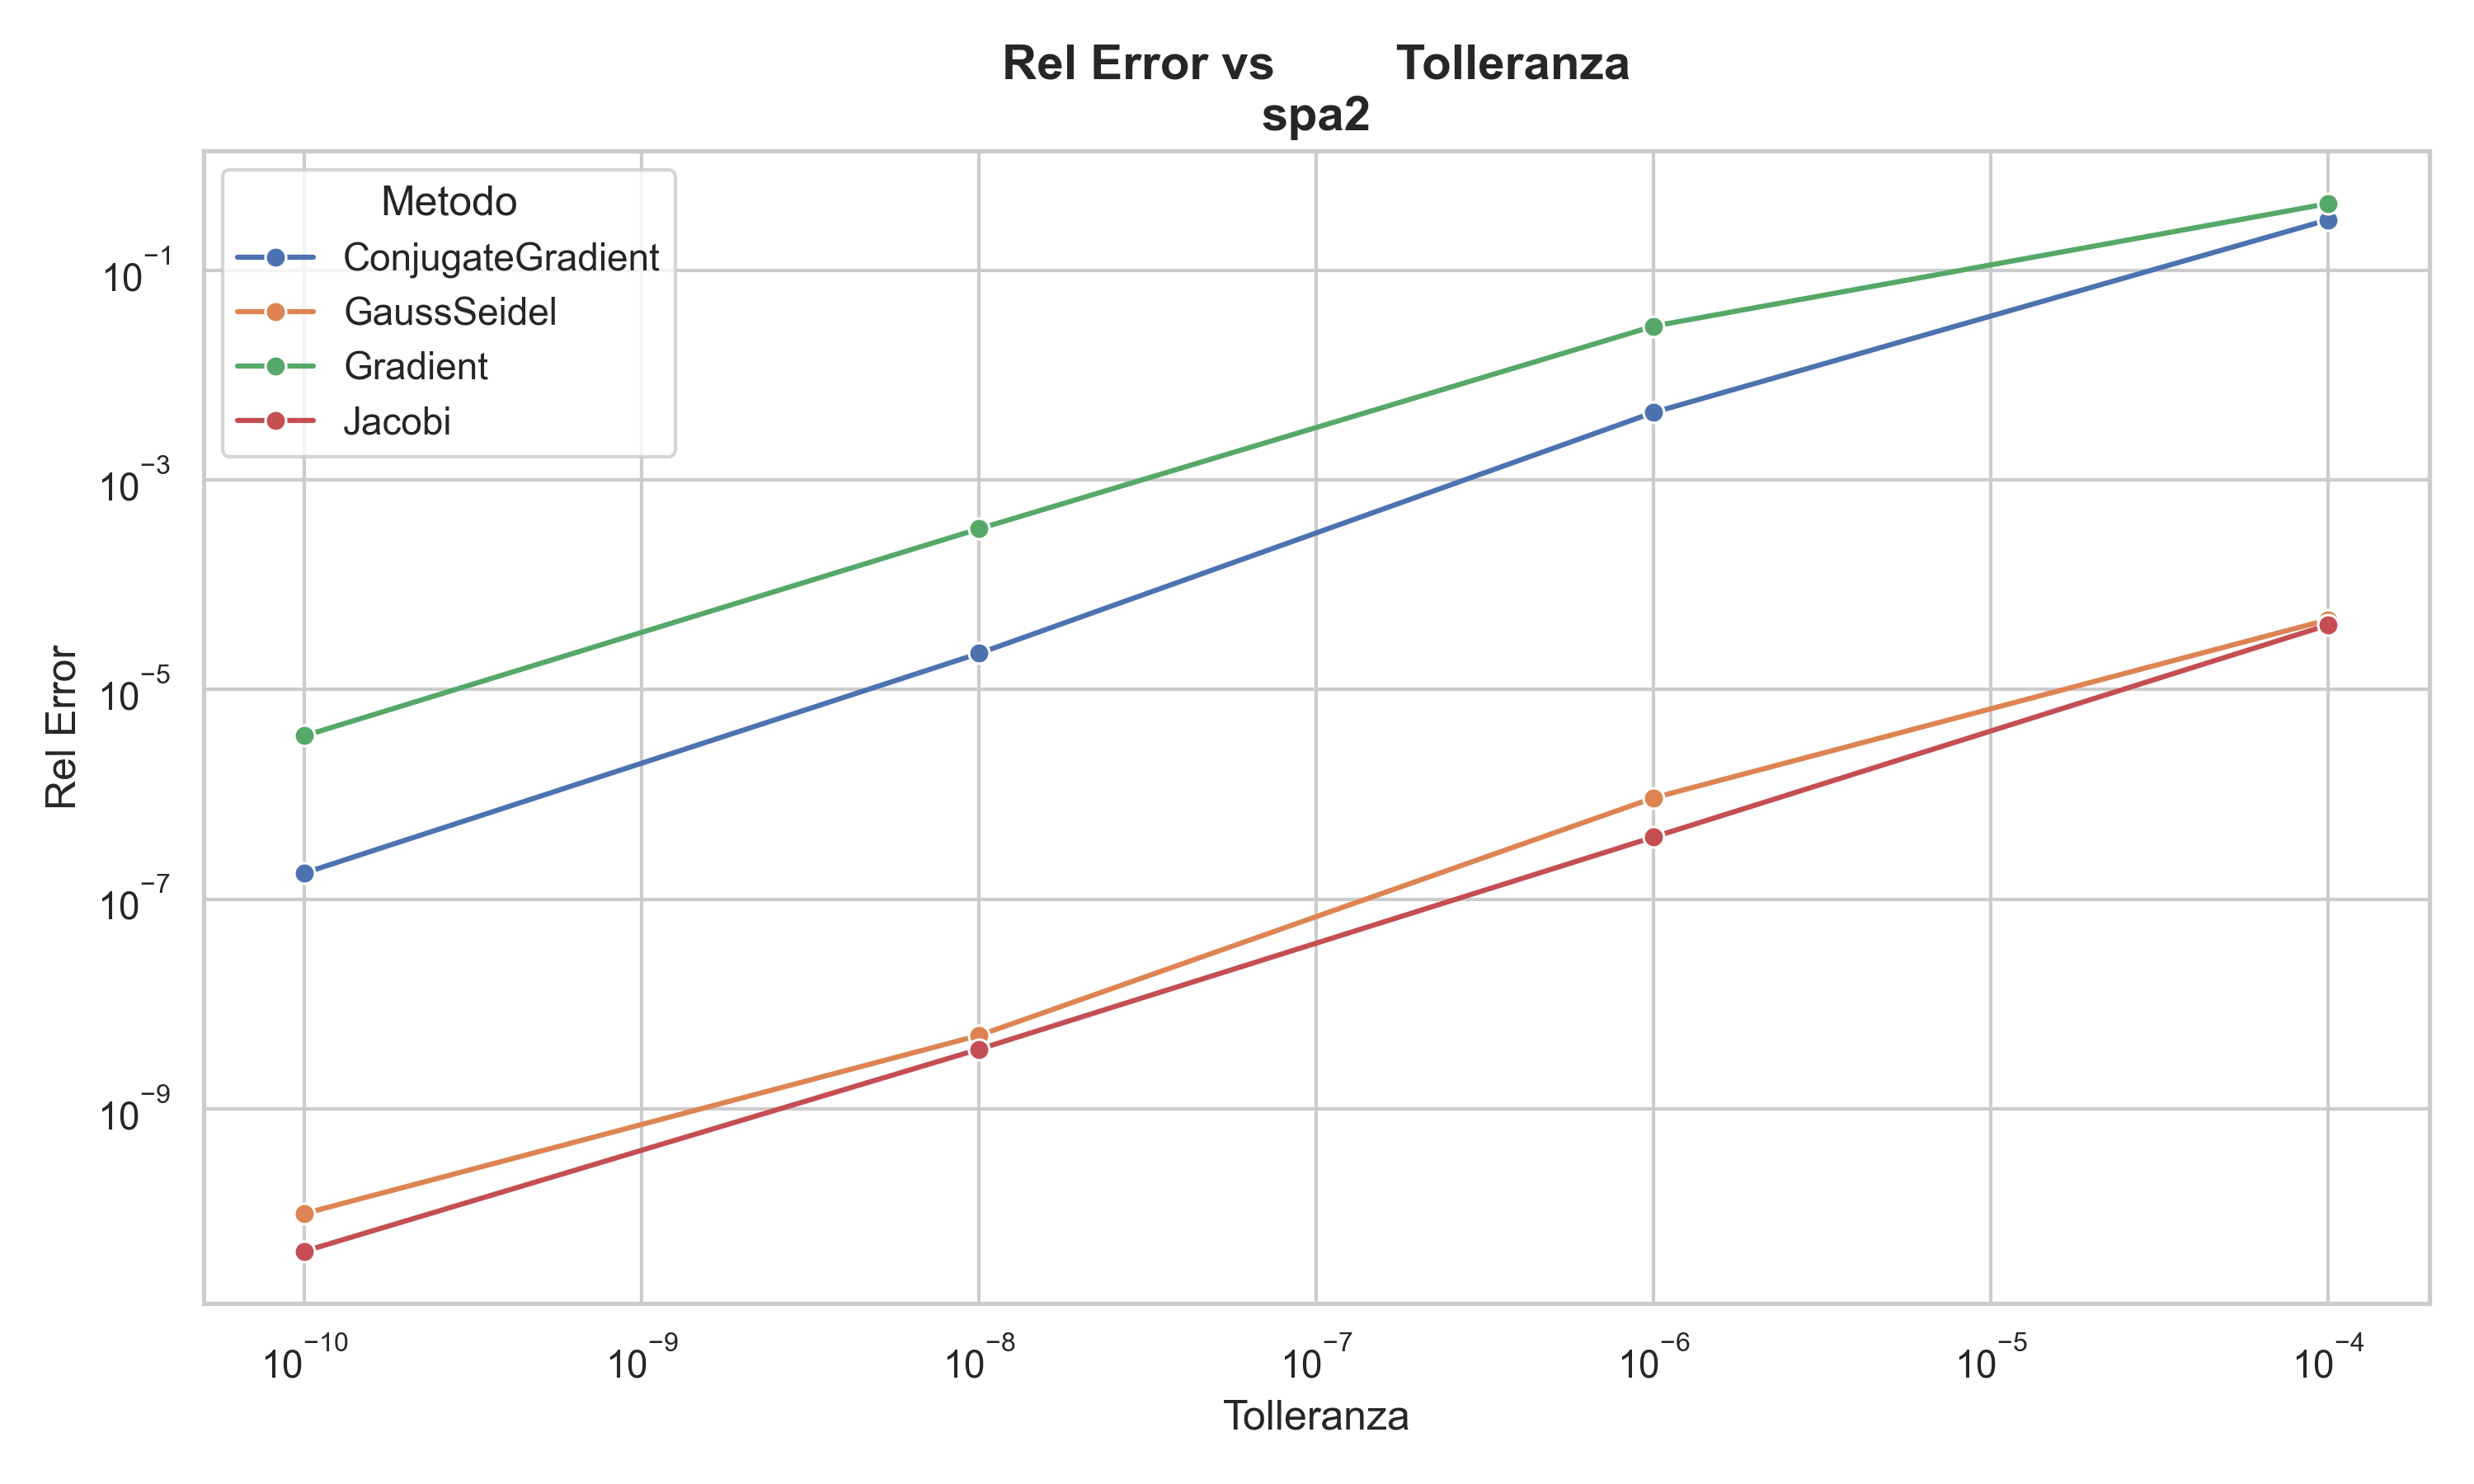 Rel Error vs Tolleranza
spa2
Metodo
ConjugateGradient
GaussSeidel
Gradient
Jacobi
Rel Error
10⁻¹
10⁻³
10⁻⁵
10⁻⁷
10⁻⁹
10⁻¹⁰ 10⁻⁹ 10⁻⁸ 10⁻⁷ 10⁻⁶ 10⁻⁵ 10⁻⁴
Tolleranza